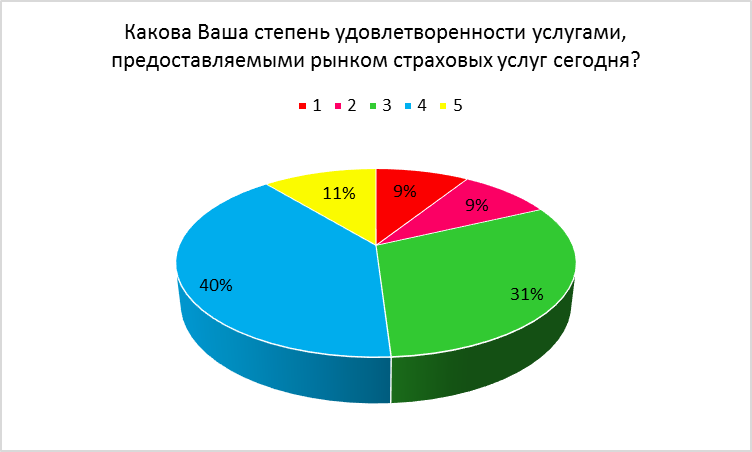 Какова Ваша степень удовлетворенности услугами,
предоставляемыми рынком страховых услуг сегодня?
1 2 3 4 5
11%
9%
9%
40%
31%